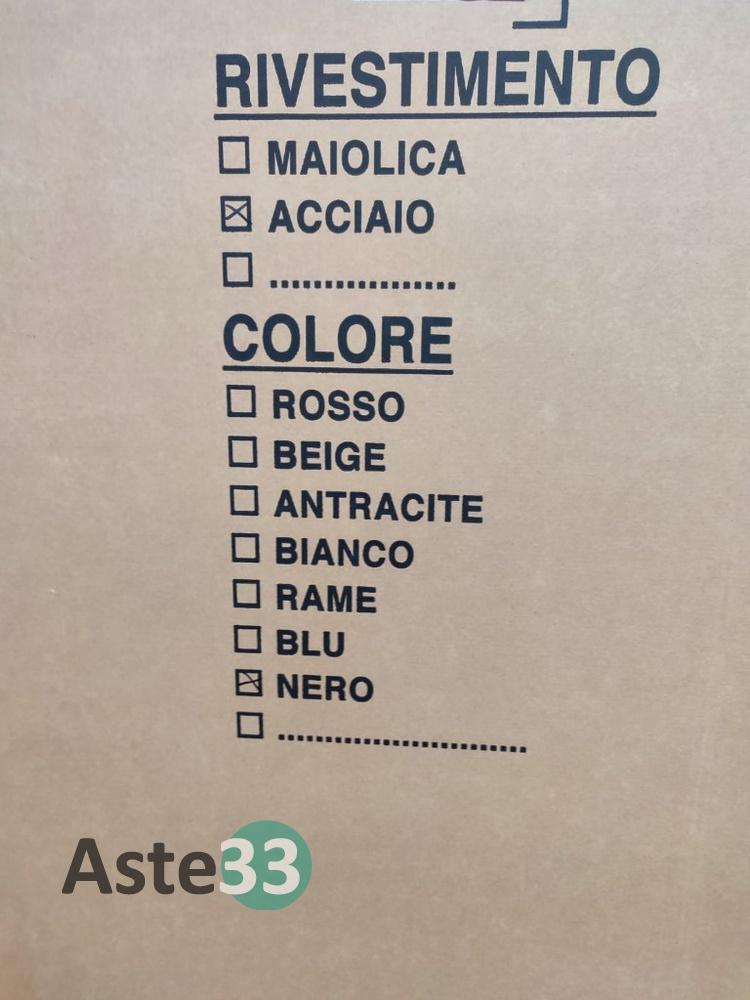 RIVESTIMENTO
☐ MAIOLICA
☒ ACCIAIO
☐ .................
COLORE
☐ ROSSO
☐ BEIGE
☐ ANTRACITE
☐ BIANCO
☐ RAME
☐ BLU
☒ NERO
☐ ..........................
Aste33